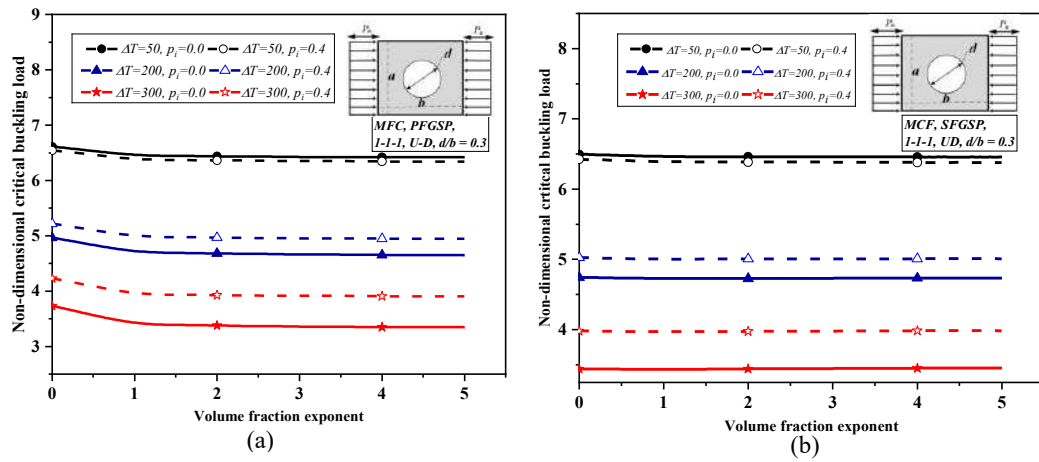 9
8
7
6
5
4
3
Non-dimensional critical buckling load
ΔT=50, pi=0.0
ΔT=50, pi=0.4
ΔT=200, pi=0.0
ΔT=200, pi=0.4
ΔT=300, pi=0.0
ΔT=300, pi=0.4
a
d
b
MFC, PFGSP,
1-1-1, U-D, d/b = 0.3
0 1 2 3 4 5
Volume fraction exponent
(a)
8
7
6
5
4
Non-dimensional crtitcal buckling load
ΔT=50, pi=0.0
ΔT=50, pi=0.4
ΔT=200, pi=0.0
ΔT=200, pi=0.4
ΔT=300, pi=0.0
ΔT=300, pi=0.4
a
d
b
MCF, SFGSP,
1-1-1, UD, d/b = 0.3
0 1 2 3 4 5
Volume fraction exponent
(b)